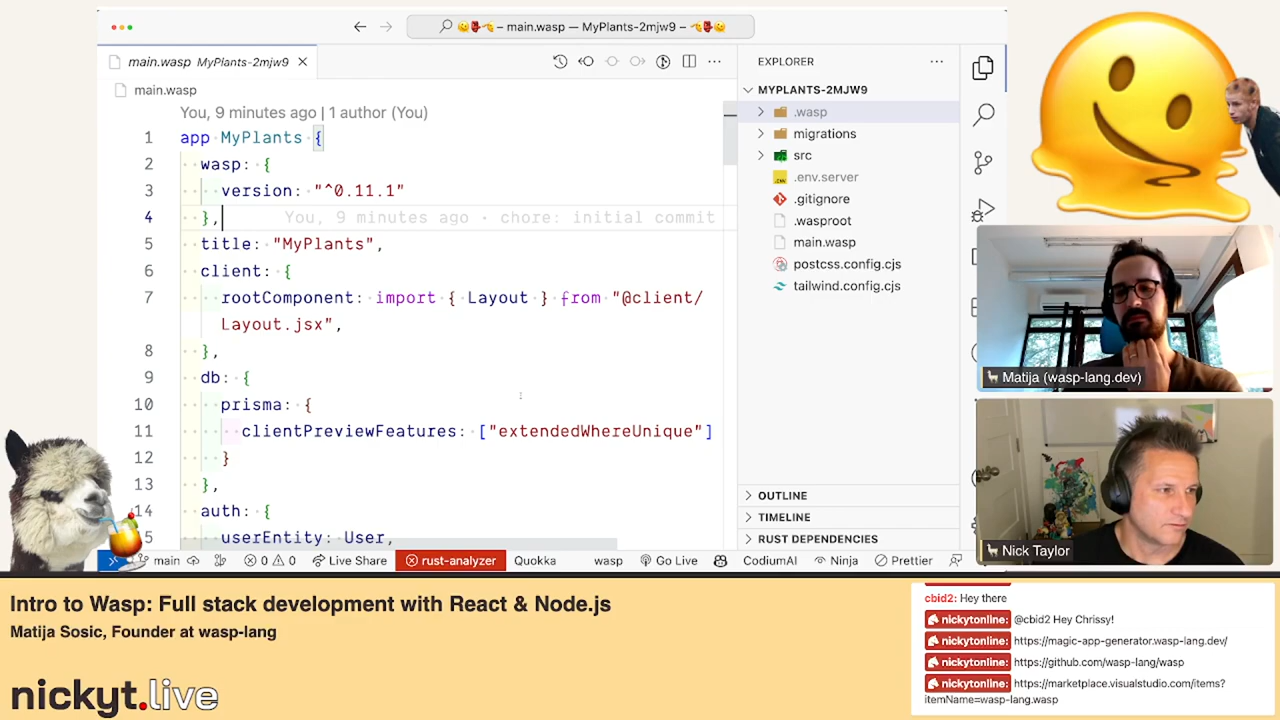 – main.wasp — MyPlants-2mjw9 –
main.wasp MyPlants-2mjw9
main.wasp
You, 9 minutes ago | 1 author (You)
1 app MyPlants {
2 wasp: {
3 version: "^0.11.1"
4 }, You, 9 minutes ago • chore: initial commit
5 title: "MyPlants",
6 client: {
7 rootComponent: import { Layout } from "@client/
Layout.jsx",
8 },
9 db: {
10 prisma: {
11 clientPreviewFeatures: ["extendedWhereUnique"]
12 }
13 },
14 auth: {
5 userEntity: User,
EXPLORER
MYPLANTS-2MJW9
.wasp
migrations
src
.env.server
.gitignore
.wasproot
main.wasp
postcss.config.cjs
tailwind.config.cjs
OUTLINE
TIMELINE
RUST DEPENDENCIES
main 0 0 Live Share rust-analyzer Quokka wasp Go Live CodiumAI Ninja Prettier
Matija (wasp-lang.dev)
Nick Taylor
Intro to Wasp: Full stack development with React & Node.js
Matija Sosic, Founder at wasp-lang
nickyt.live
cbid2: Hey there
nickytonline: @cbid2 Hey Chrissy!
nickytonline: https://magic-app-generator.wasp-lang.dev/
nickytonline: https://github.com/wasp-lang/wasp
nickytonline: https://marketplace.visualstudio.com/items?
itemName=wasp-lang.wasp